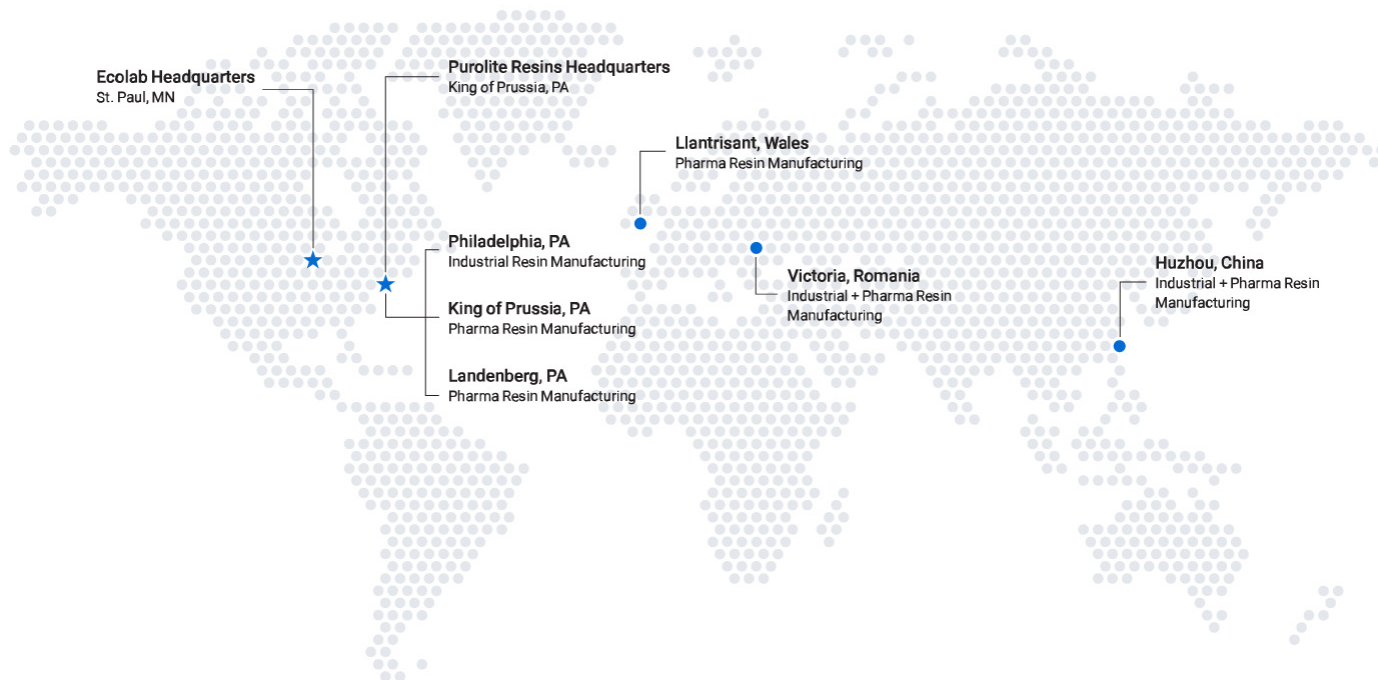 Ecolab Headquarters
St. Paul, MN
Purolite Resins Headquarters
King of Prussia, PA
Llantrisant, Wales
Pharma Resin Manufacturing
Philadelphia, PA
Industrial Resin Manufacturing
King of Prussia, PA
Pharma Resin Manufacturing
Landenberg, PA
Pharma Resin Manufacturing
Victoria, Romania
Industrial + Pharma Resin
Manufacturing
Huzhou, China
Industrial + Pharma Resin
Manufacturing